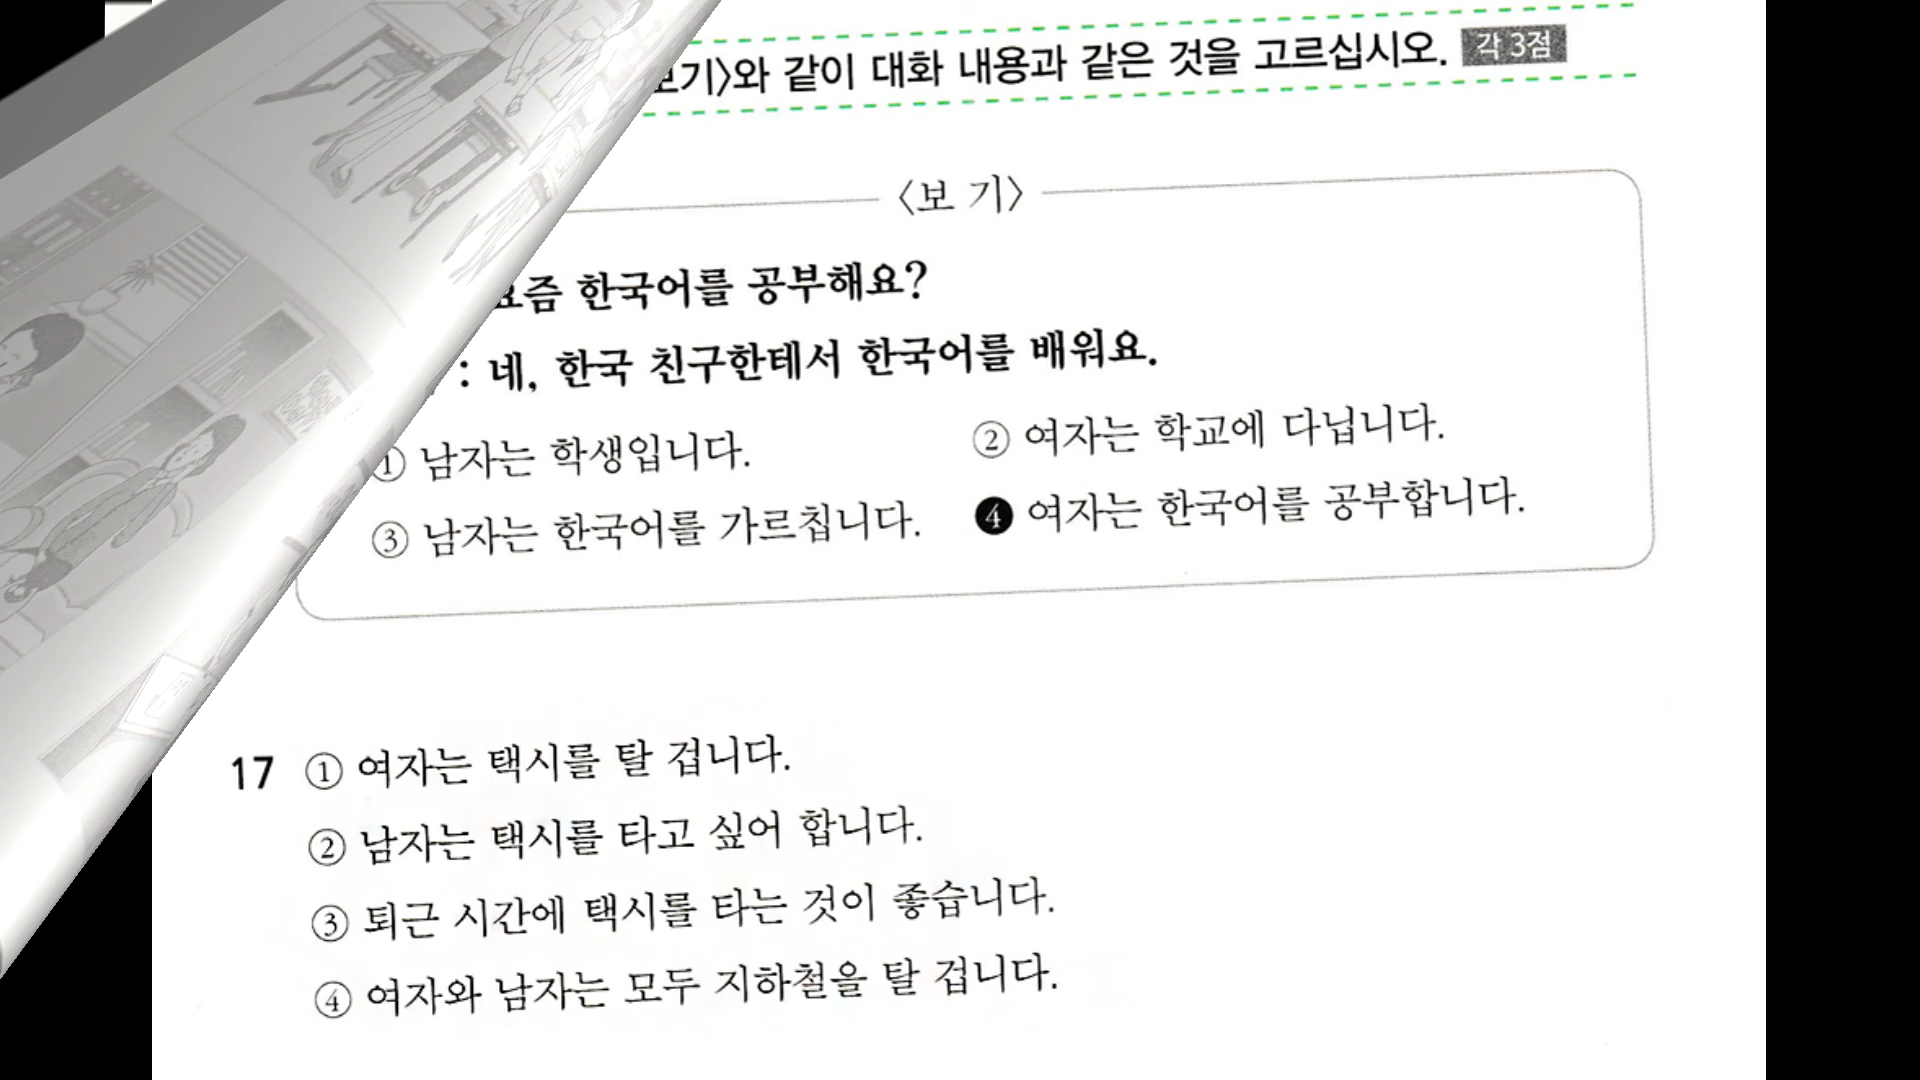 와 같이 대화 내용과 같은 것을 고르십시오. 각 3점
〈보 기〉
한국어를 공부해요?
: 네, 한국 친구한테서 한국어를 배워요.
① 남자는 학생입니다. ② 여자는 학교에 다닙니다.
③ 남자는 한국어를 가르칩니다. ④ 여자는 한국어를 공부합니다.
17 ① 여자는 택시를 탈 겁니다.
② 남자는 택시를 타고 싶어 합니다.
③ 퇴근 시간에 택시를 타는 것이 좋습니다.
④ 여자와 남자는 모두 지하철을 탈 겁니다.